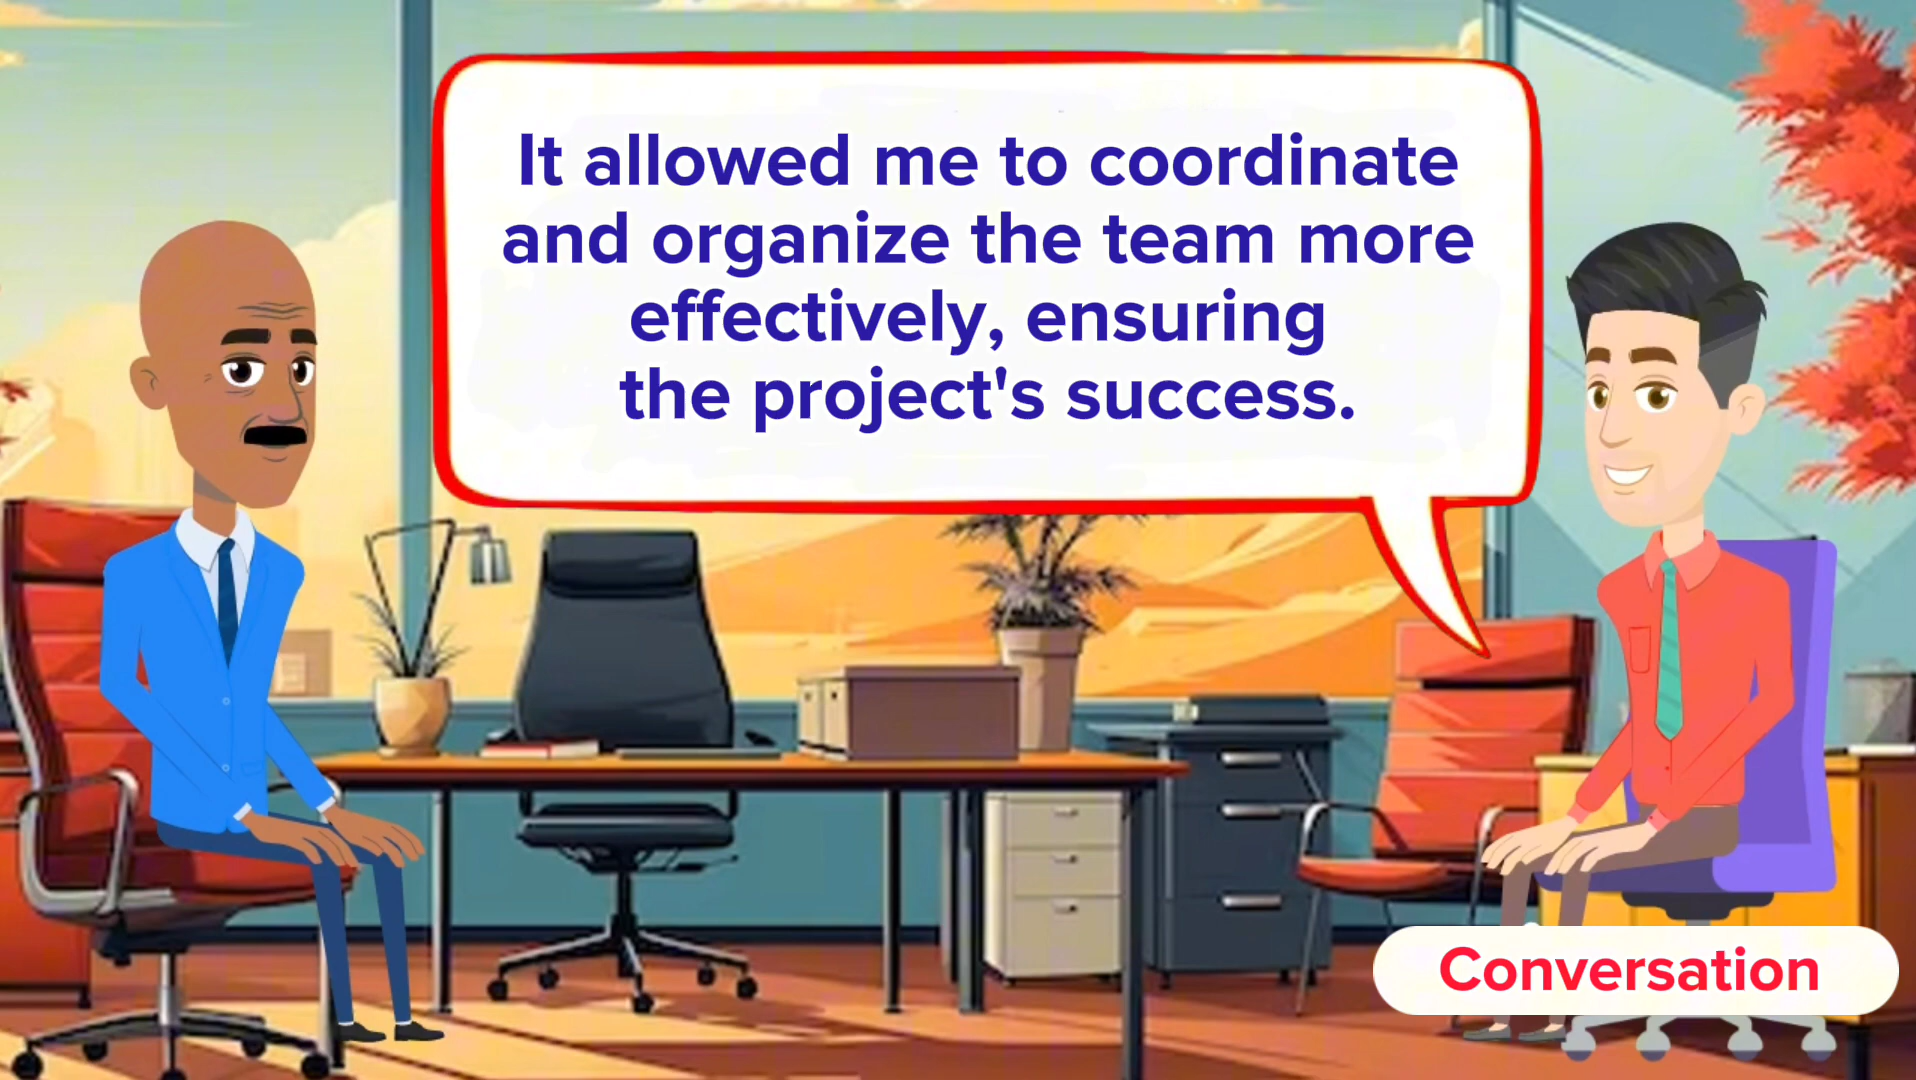 It allowed me to coordinate
and organize the team more
effectively, ensuring
the project's success.
Conversation